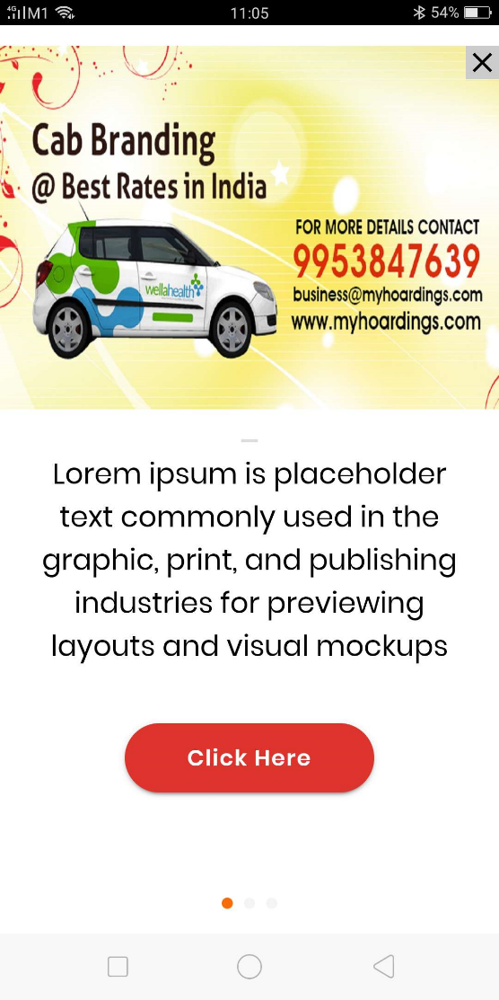 4G M1 11:05 54%
Cab Branding
@ Best Rates in India
FOR MORE DETAILS CONTACT
9953847639
business@myhoardings.com
www.myhoardings.com
wellahealth
Lorem ipsum is placeholder
text commonly used in the
graphic, print, and publishing
industries for previewing
layouts and visual mockups
Click Here